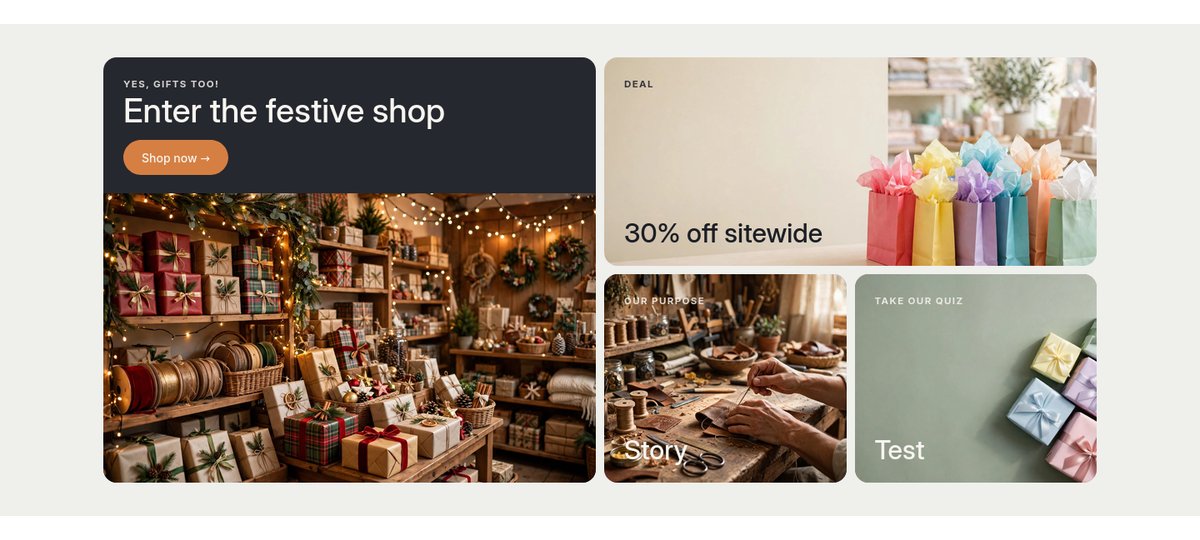 YES, GIFTS TOO!
Enter the festive shop
Shop now →
DEAL
30% off sitewide
OUR PURPOSE
Story
TAKE OUR QUIZ
Test